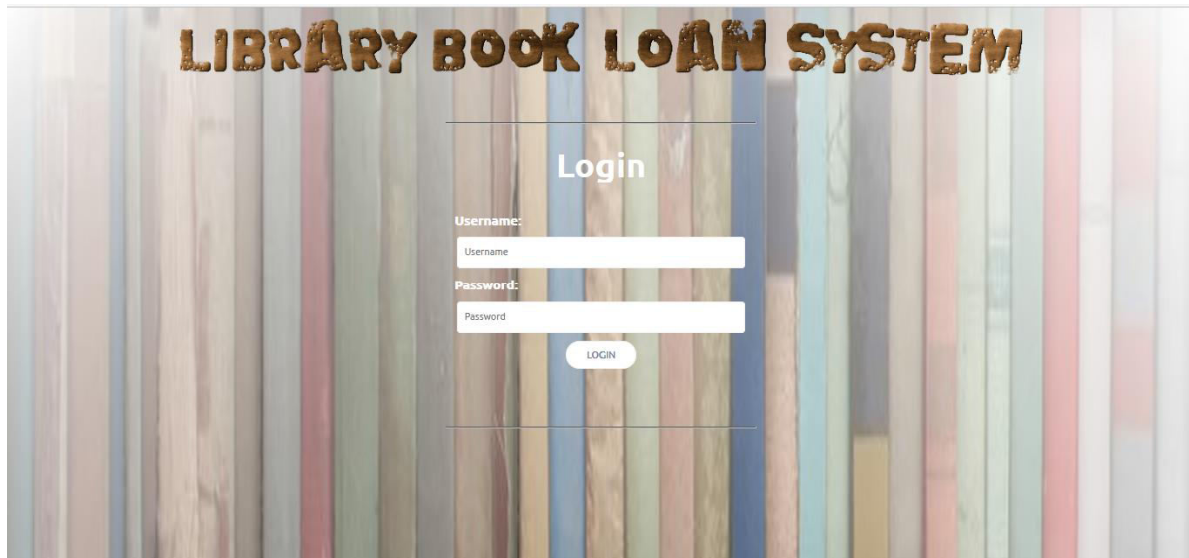 LIBRARY BOOK LOAN SYSTEM
Login
Username:
Username
Password:
Password
LOGIN